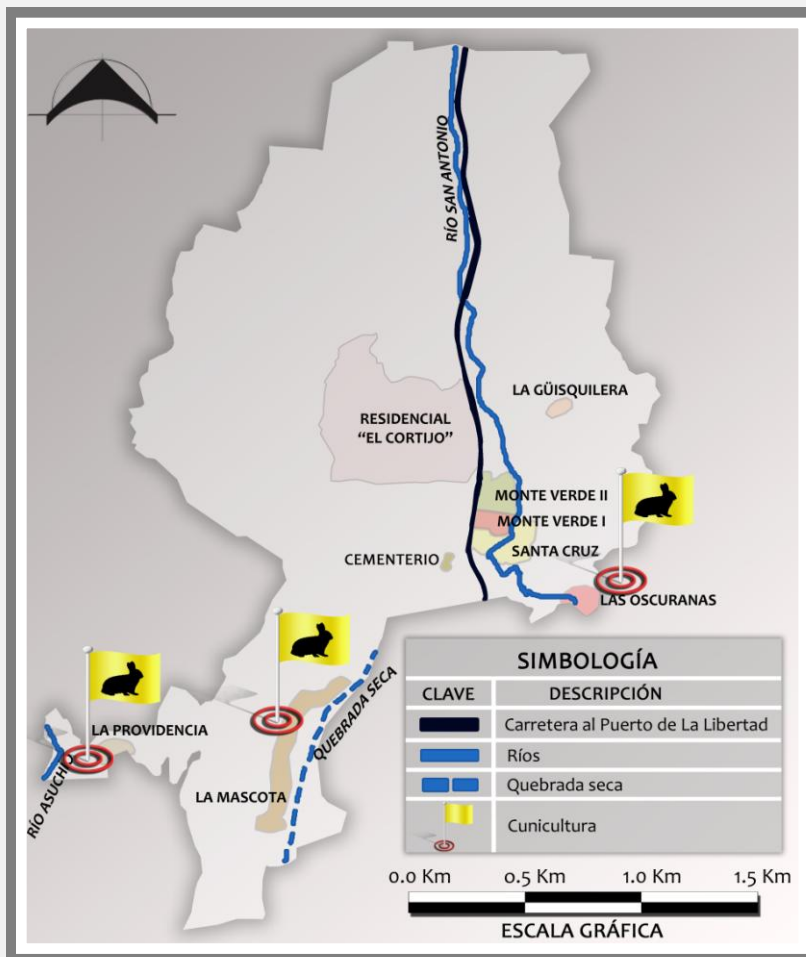 RÍO SAN ANTONIO
LA GÜISQUILERA
RESIDENCIAL
“EL CORTIJO”
MONTE VERDE II
MONTE VERDE I
SANTA CRUZ
CEMENTERIO
LAS OSCURANAS
QUEBRADA SECA
LA PROVIDENCIA
RÍO ASUCHIO
LA MASCOTA
SIMBOLOGÍA
CLAVE DESCRIPCIÓN
Carretera al Puerto de La Libertad
Ríos
Quebrada seca
Cunicultura
0.0 Km 0.5 Km 1.0 Km 1.5 Km
ESCALA GRÁFICA